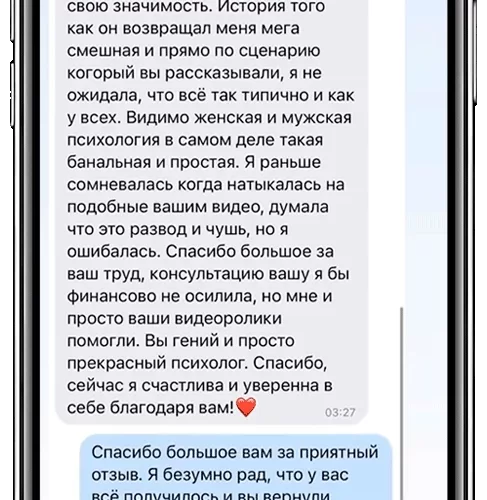 свою значимость. История того
как он возвращал меня мега
смешная и прямо по сценарию
когорый вы рассказывали, я не
ожидала, что всё так типично и как
у всех. Видимо женская и мужская
психология в самом деле такая
банальная и простая. Я раньше
сомневалась когда натыкалась на
подобные вашим видео, думала
что это развод и чушь, но я
ошибалась. Спасибо большое за
ваш труд, консультацию вашу я бы
финансово не осилила, но мне и
просто ваши видеоролики
помогли. Вы гений и просто
прекрасный психолог. Спасибо,
сейчас я счастлива и уверенна в
себе благодаря вам!❤️
03:27
Спасибо большое вам за приятный
отзыв. Я безумно рад, что у вас
всё получилось и вы вернули